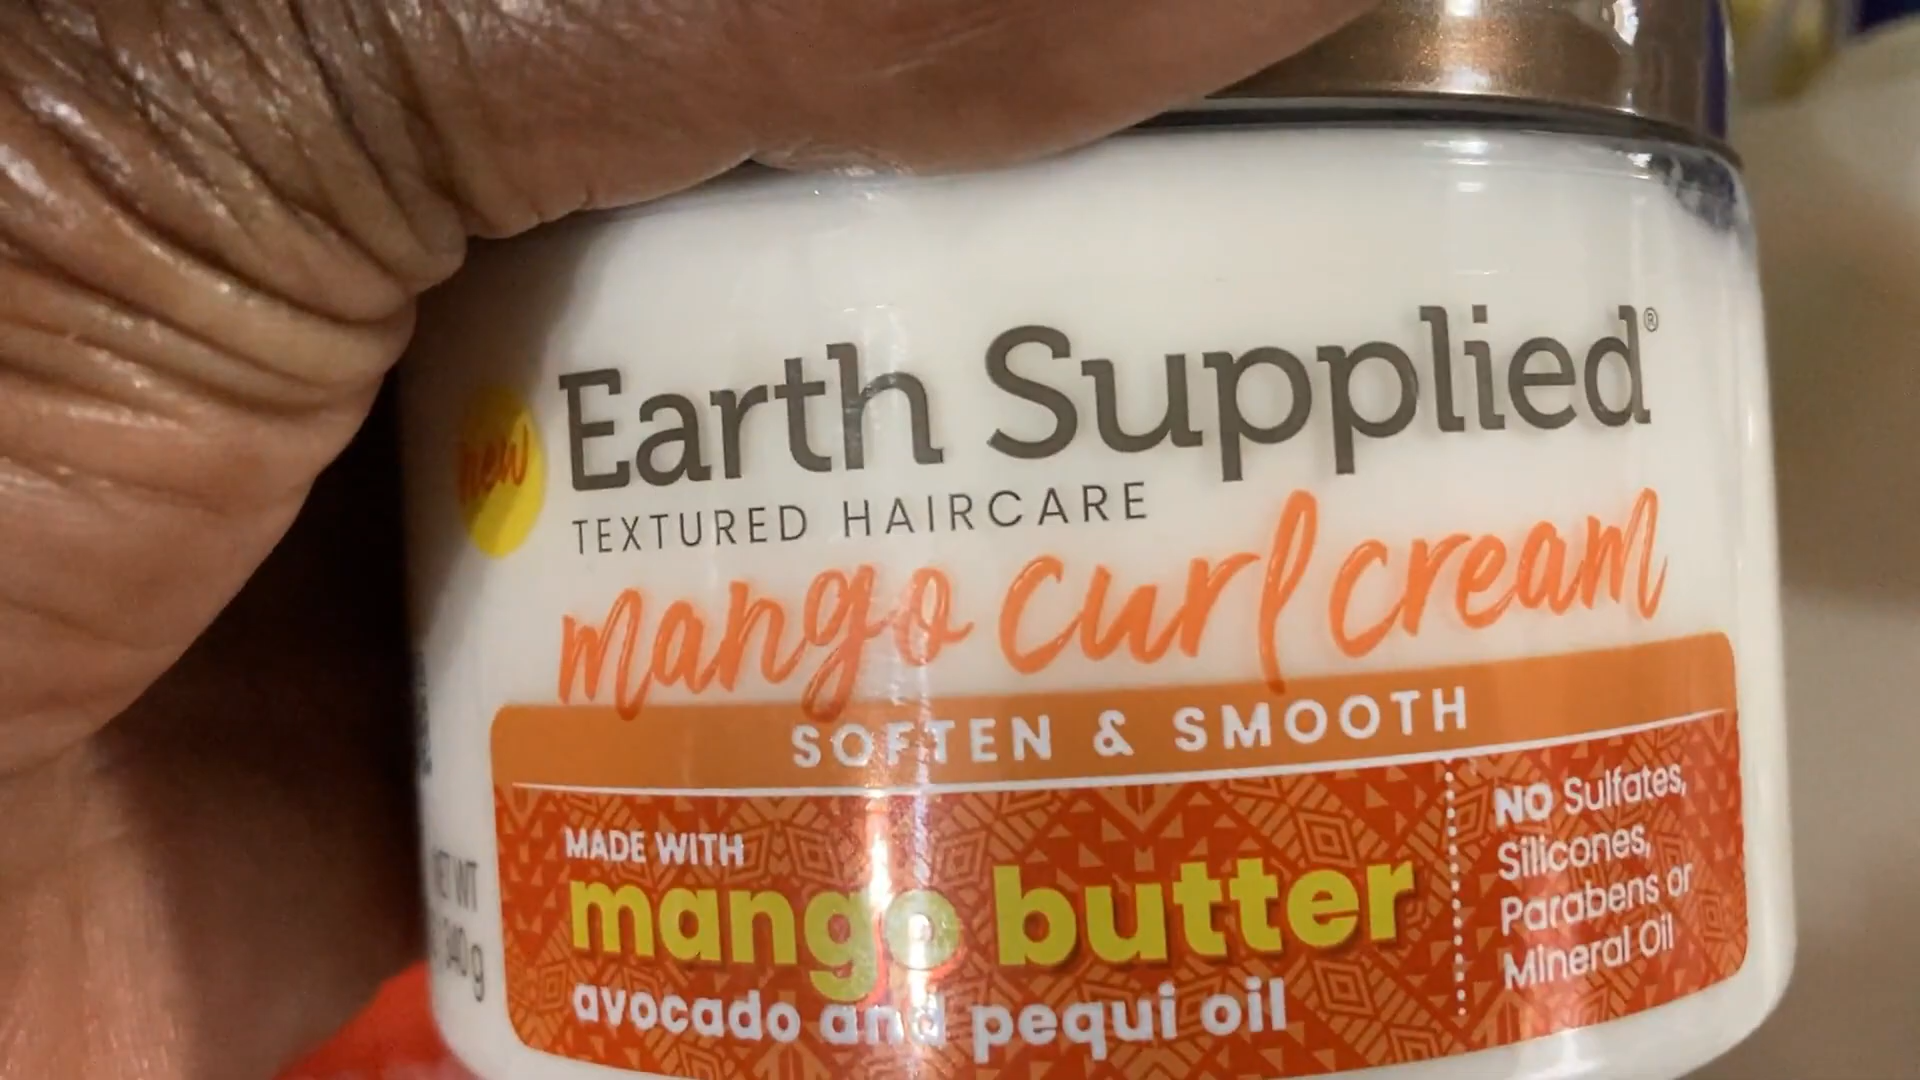 new
Earth Supplied®
TEXTURED HAIRCARE
mango curl cream
SOFTEN & SMOOTH
MADE WITH
mango butter
avocado and pequi oil
NO Sulfates,
Silicones,
Parabens or
Mineral Oil
NET WT
340g